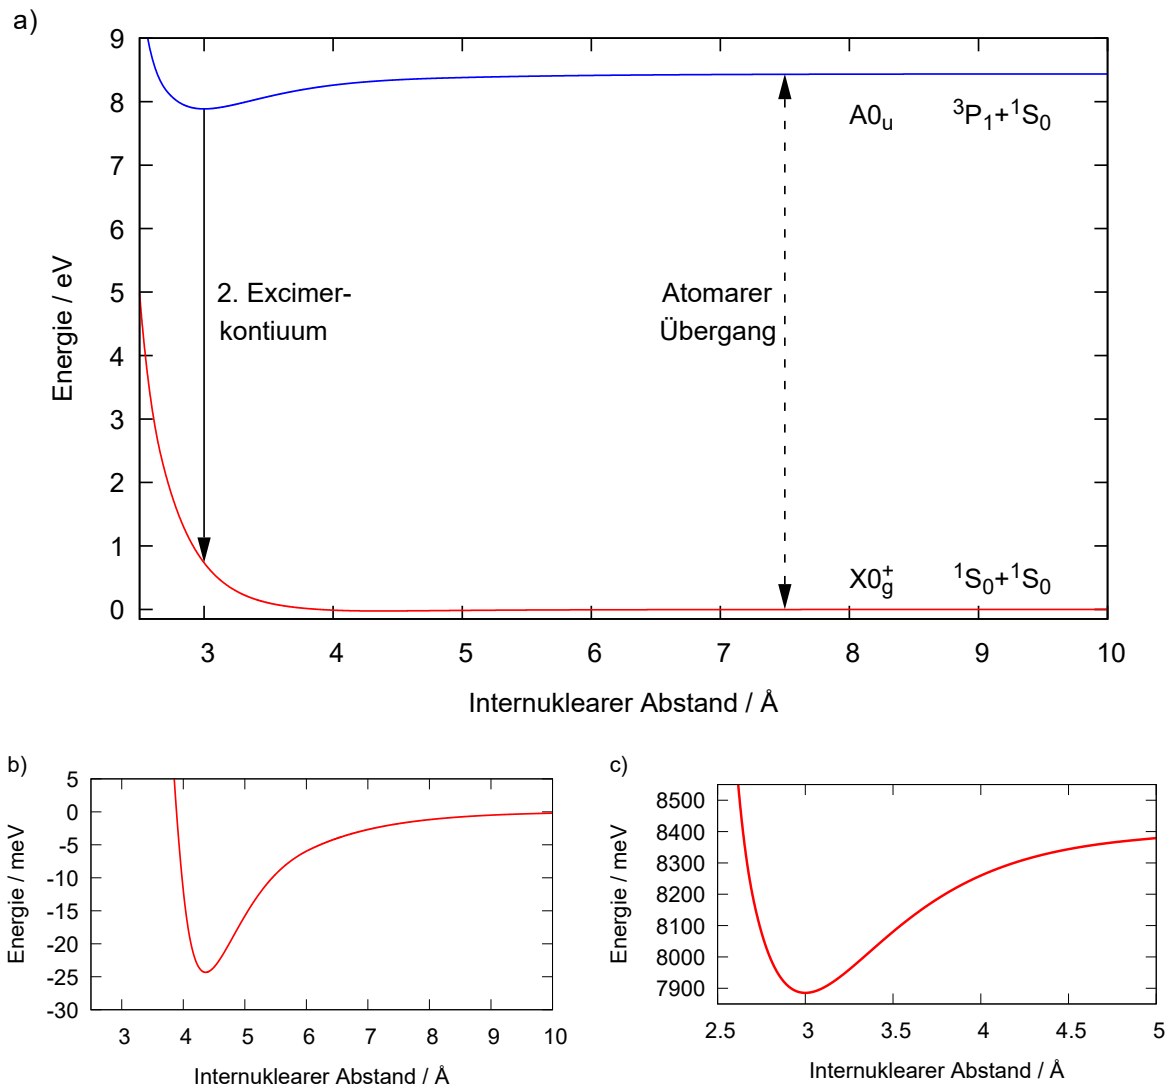 a)
9
8
7
6
5
4
3
2
1
0
Energie / eV
A0u 3P1+1S0
2. Excimer-
kontiuum
Atomarer
Übergang
X0g+ 1S0+1S0
3 4 5 6 7 8 9 10
Internuklearer Abstand / Å
b)
5
0
-5
-10
-15
-20
-25
-30
Energie / meV
3 4 5 6 7 8 9 10
Internuklearer Abstand / Å
c)
8500
8400
8300
8200
8100
8000
7900
Energie / meV
2.5 3 3.5 4 4.5 5
Internuklearer Abstand / Å